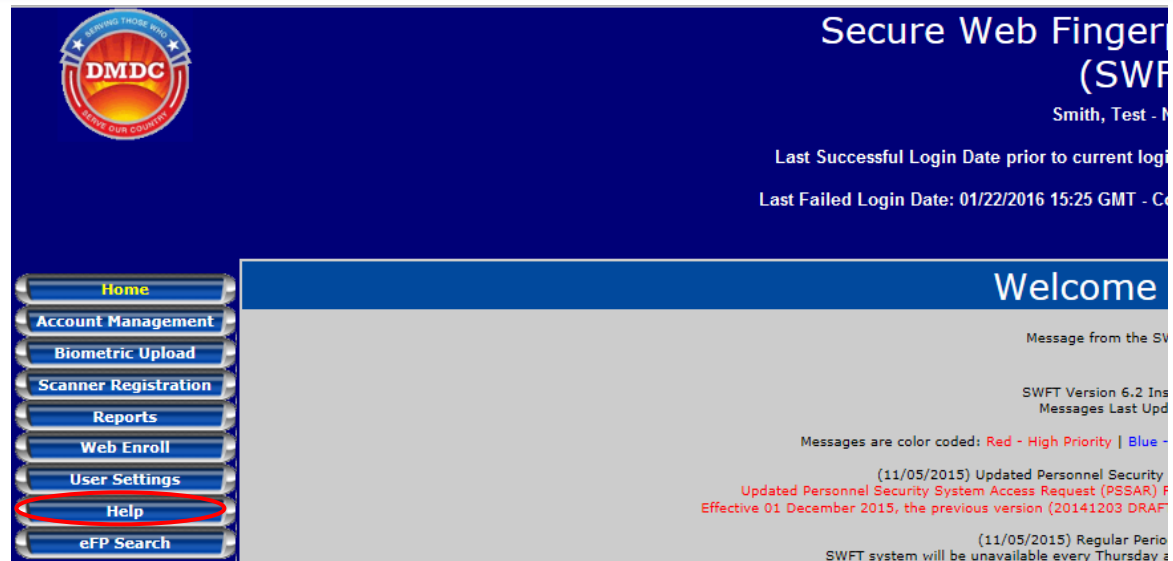 SERVING THOSE WHO
DMDC
SERVE OUR COUNTRY
Secure Web Finger
(SWF
Smith, Test -
Last Successful Login Date prior to current logi
Last Failed Login Date: 01/22/2016 15:25 GMT - Co
Home
Account Management
Biometric Upload
Scanner Registration
Reports
Web Enroll
User Settings
Help
eFP Search
Welcome
Message from the SW
SWFT Version 6.2 Ins
Messages Last Upd
Messages are color coded: Red - High Priority | Blue -
(11/05/2015) Updated Personnel Security
Updated Personnel Security System Access Request (PSSAR) F
Effective 01 December 2015, the previous version (20141203 DRAFT
(11/05/2015) Regular Perio
SWFT system will be unavailable every Thursday a